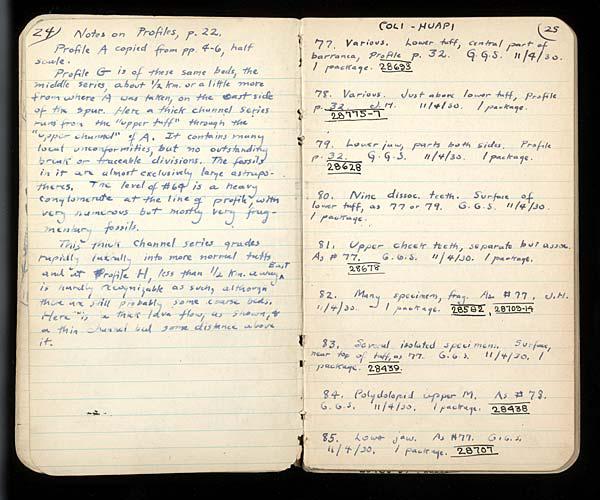 24
Notes on Profiles, p. 22.
Profile A copied from pp. 4-6, half
scale.
Profile G is of these same beds, the
middle series, about 1/2 km. or a little more
from where A was taken, on the east side
of the spur. Here a thick channel series
runs from the "upper tuff" through the
"upper channel" of A. It contains many
local unconformities, but no outstanding
break or traceable divisions. The fossils
in it are almost exclusively large astrapo-
theres. The level of #69 is a heavy
conglomerate at the line of profile, with
very numerous but mostly very frag-
mentary fossils.
This thick channel series grades
rapidly laterally into more normal tuffs
and at Profile H, less than 1/2 km. away East
is hardly recognizable as such, although
there are still probably some coarse beds.
Here is a thick lava flow, as shown, &
a thin channel bed some distance above
it.
COLI-HUAPI
25
77. Various. Lower tuff, central part of
barranca, Profile p. 32. G.G.S. 11/4/30.
1 package. 28693
78. Various. Just above lower tuff, Profile
p. 32. J.H. 11/4/30. 1 package.
28775-7
79. Lower jaw, parts both sides. Profile
p. 32. G.G.S. 11/4/30. 1 package.
28628
80. Nine dissoc. teeth. Surface of
lower tuff, as 77 or 79. G.G.S. 11/4/30.
1 package.
81. Upper cheek teeth, separate but assoc.
As #77. G.G.S. 11/4/30. 1 package.
28678
82. Many specimens, frag. As #77. J.H.
11/4/30. 1 package. 28582, 28703-14
83. Several isolated specimens. Surface,
near top of tuff, as 77. G.G.S. 11/4/30. 1
package. 28439.
84. Polydolopid upper M. As #78.
G.G.S. 11/4/30. 1 package. 28438
85. Lower jaw. As #77. G.G.S.
11/4/30. 1 package. 28707